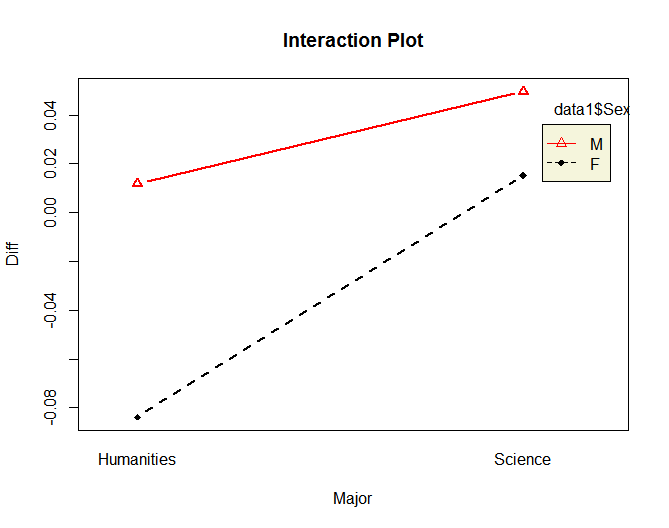 Interaction Plot
data1$Sex
M
F
0.04
0.02
0.00
-0.04
-0.08
Diff
Humanities
Science
Major